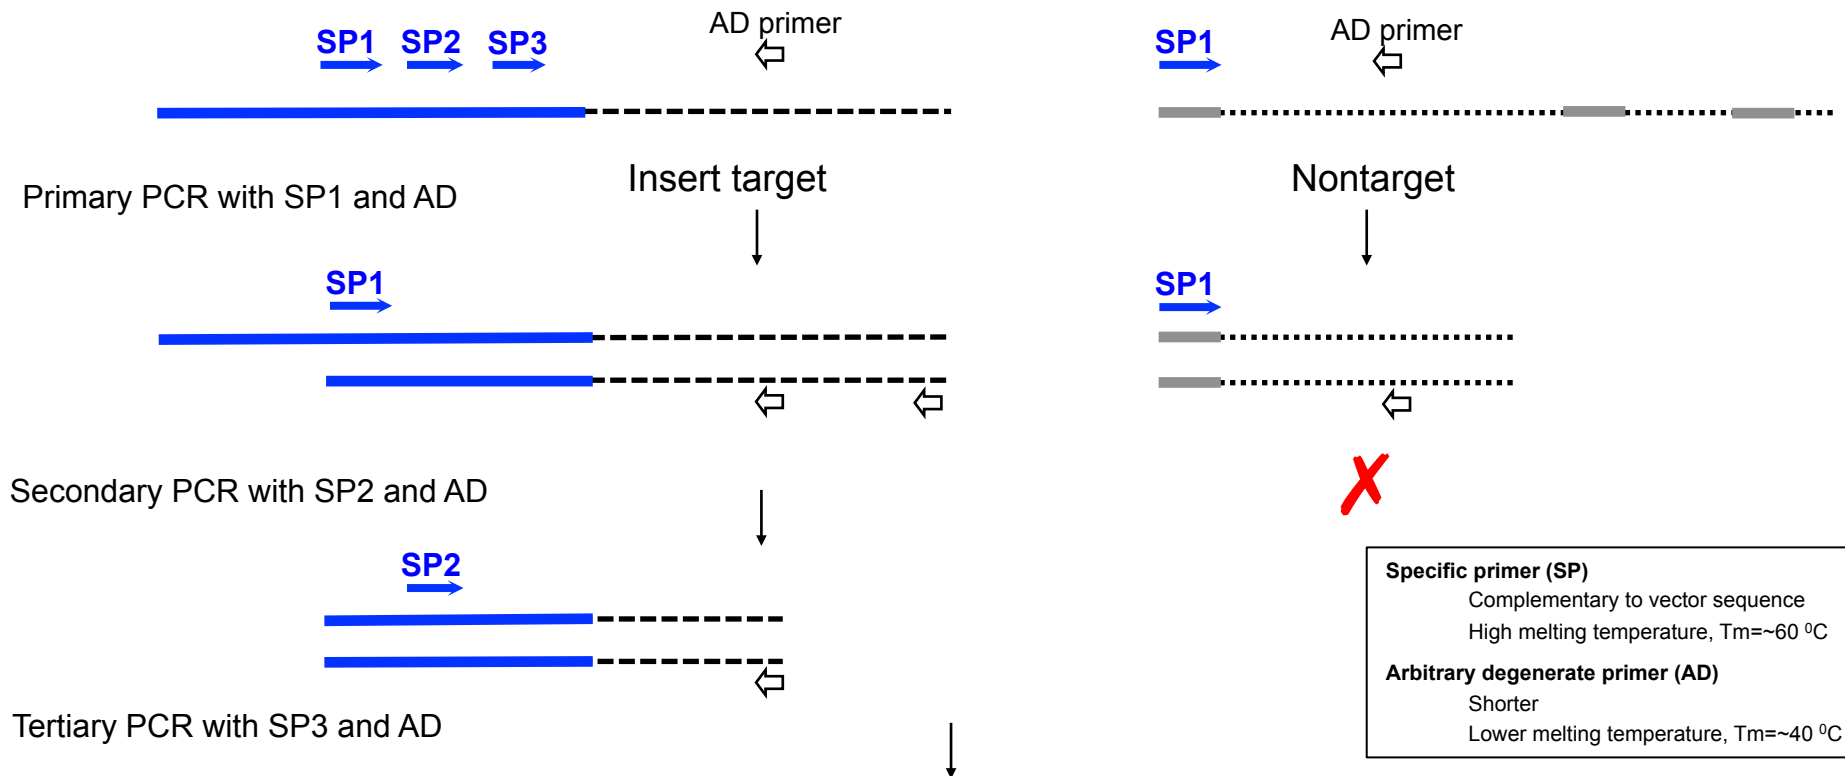 SP1 SP2 SP3
AD primer
SP1
AD primer
Primary PCR with SP1 and AD
Insert target
Nontarget
SP1
SP1
Secondary PCR with SP2 and AD
SP2
Tertiary PCR with SP3 and AD
Specific primer (SP)
Complementary to vector sequence
High melting temperature, Tm=~60 ⁰C
Arbitrary degenerate primer (AD)
Shorter
Lower melting temperature, Tm=~40 ⁰C